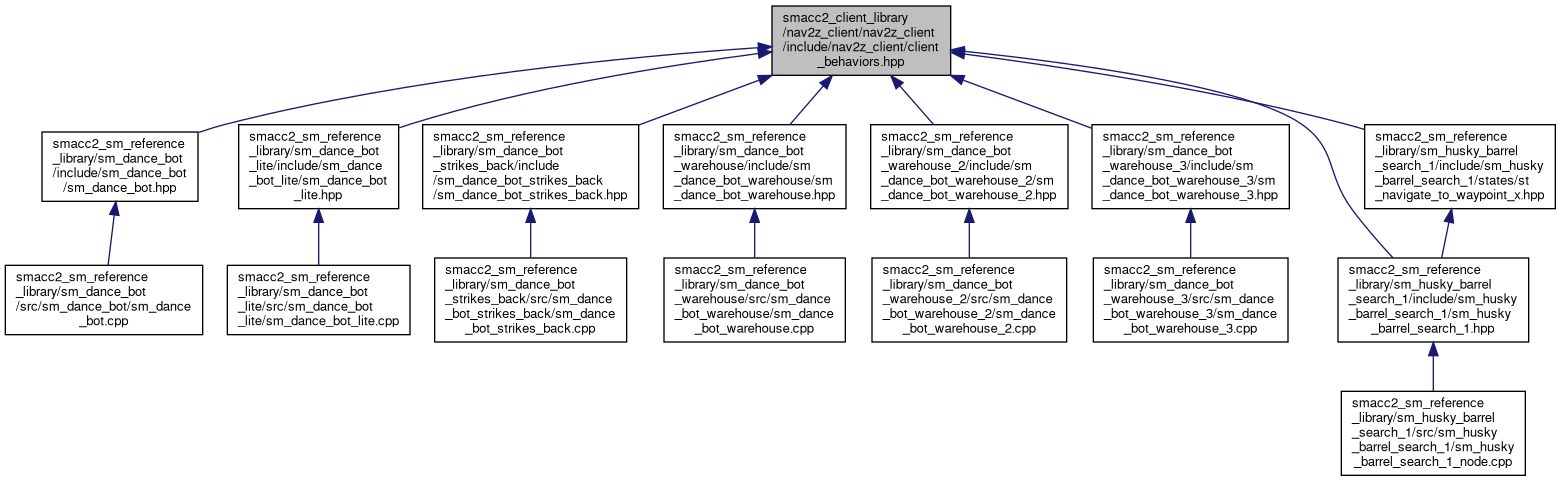 smacc2_client_library
/nav2z_client/nav2z_client
/include/nav2z_client/client
_behaviors.hpp
smacc2_sm_reference
_library/sm_dance_bot
/include/sm_dance_bot
/sm_dance_bot.hpp
smacc2_sm_reference
_library/sm_dance_bot
_lite/include/sm_dance
_bot_lite/sm_dance_bot
_lite.hpp
smacc2_sm_reference
_library/sm_dance_bot
_strikes_back/include
/sm_dance_bot_strikes_back
/sm_dance_bot_strikes_back.hpp
smacc2_sm_reference
_library/sm_dance_bot
_warehouse/include/sm
_dance_bot_warehouse/sm
_dance_bot_warehouse.hpp
smacc2_sm_reference
_library/sm_dance_bot
_warehouse_2/include/sm
_dance_bot_warehouse_2/sm
_dance_bot_warehouse_2.hpp
smacc2_sm_reference
_library/sm_dance_bot
_warehouse_3/include/sm
_dance_bot_warehouse_3/sm
_dance_bot_warehouse_3.hpp
smacc2_sm_reference
_library/sm_husky_barrel
_search_1/include/sm_husky
_barrel_search_1/states/st
_navigate_to_waypoint_x.hpp
smacc2_sm_reference
_library/sm_dance_bot
/src/sm_dance_bot/sm_dance
_bot.cpp
smacc2_sm_reference
_library/sm_dance_bot
_lite/src/sm_dance_bot
_lite/sm_dance_bot_lite.cpp
smacc2_sm_reference
_library/sm_dance_bot
_strikes_back/src/sm_dance
_bot_strikes_back/sm_dance
_bot_strikes_back.cpp
smacc2_sm_reference
_library/sm_dance_bot
_warehouse/src/sm_dance
_bot_warehouse/sm_dance
_bot_warehouse.cpp
smacc2_sm_reference
_library/sm_dance_bot
_warehouse_2/src/sm_dance
_bot_warehouse_2/sm_dance
_bot_warehouse_2.cpp
smacc2_sm_reference
_library/sm_dance_bot
_warehouse_3/src/sm_dance
_bot_warehouse_3/sm_dance
_bot_warehouse_3.cpp
smacc2_sm_reference
_library/sm_husky_barrel
_search_1/include/sm_husky
_barrel_search_1/sm_husky
_barrel_search_1.hpp
smacc2_sm_reference
_library/sm_husky_barrel
_search_1/src/sm_husky
_barrel_search_1/sm_husky
_barrel_search_1_node.cpp